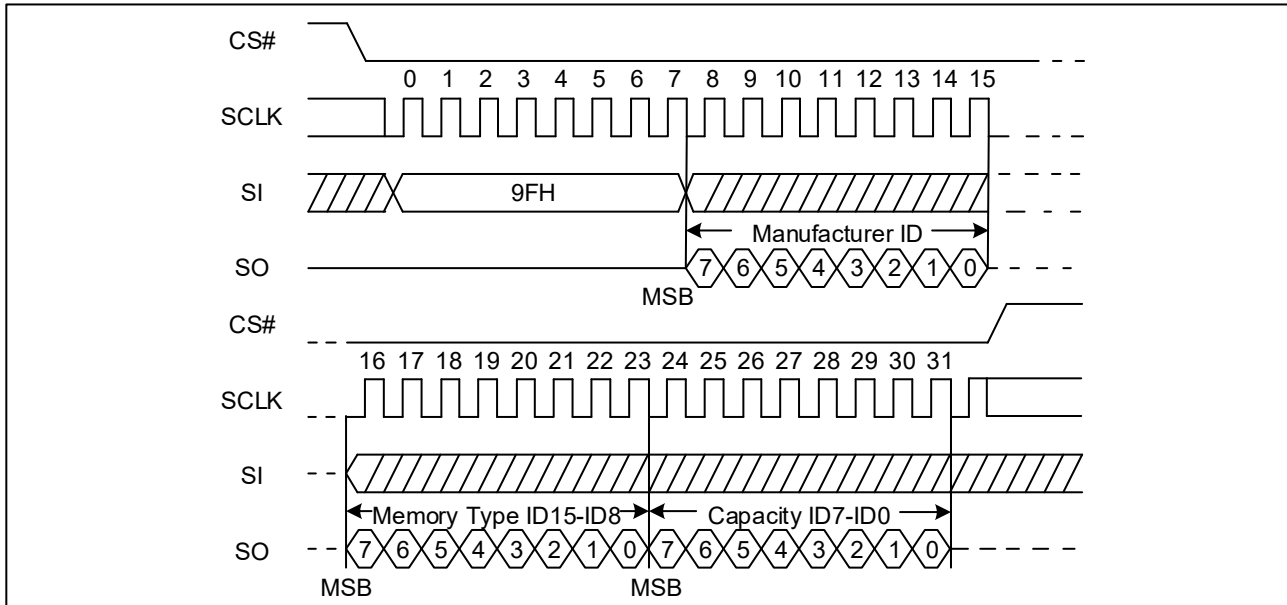 CS#
0 1 2 3 4 5 6 7 8 9 10 11 12 13 14 15
SCLK
SI 9FH
Manufacturer ID
SO 7 6 5 4 3 2 1 0
MSB
CS#
16 17 18 19 20 21 22 23 24 25 26 27 28 29 30 31
SCLK
SI
Memory Type ID15-ID8 Capacity ID7-ID0
SO 7 6 5 4 3 2 1 0 7 6 5 4 3 2 1 0
MSB MSB